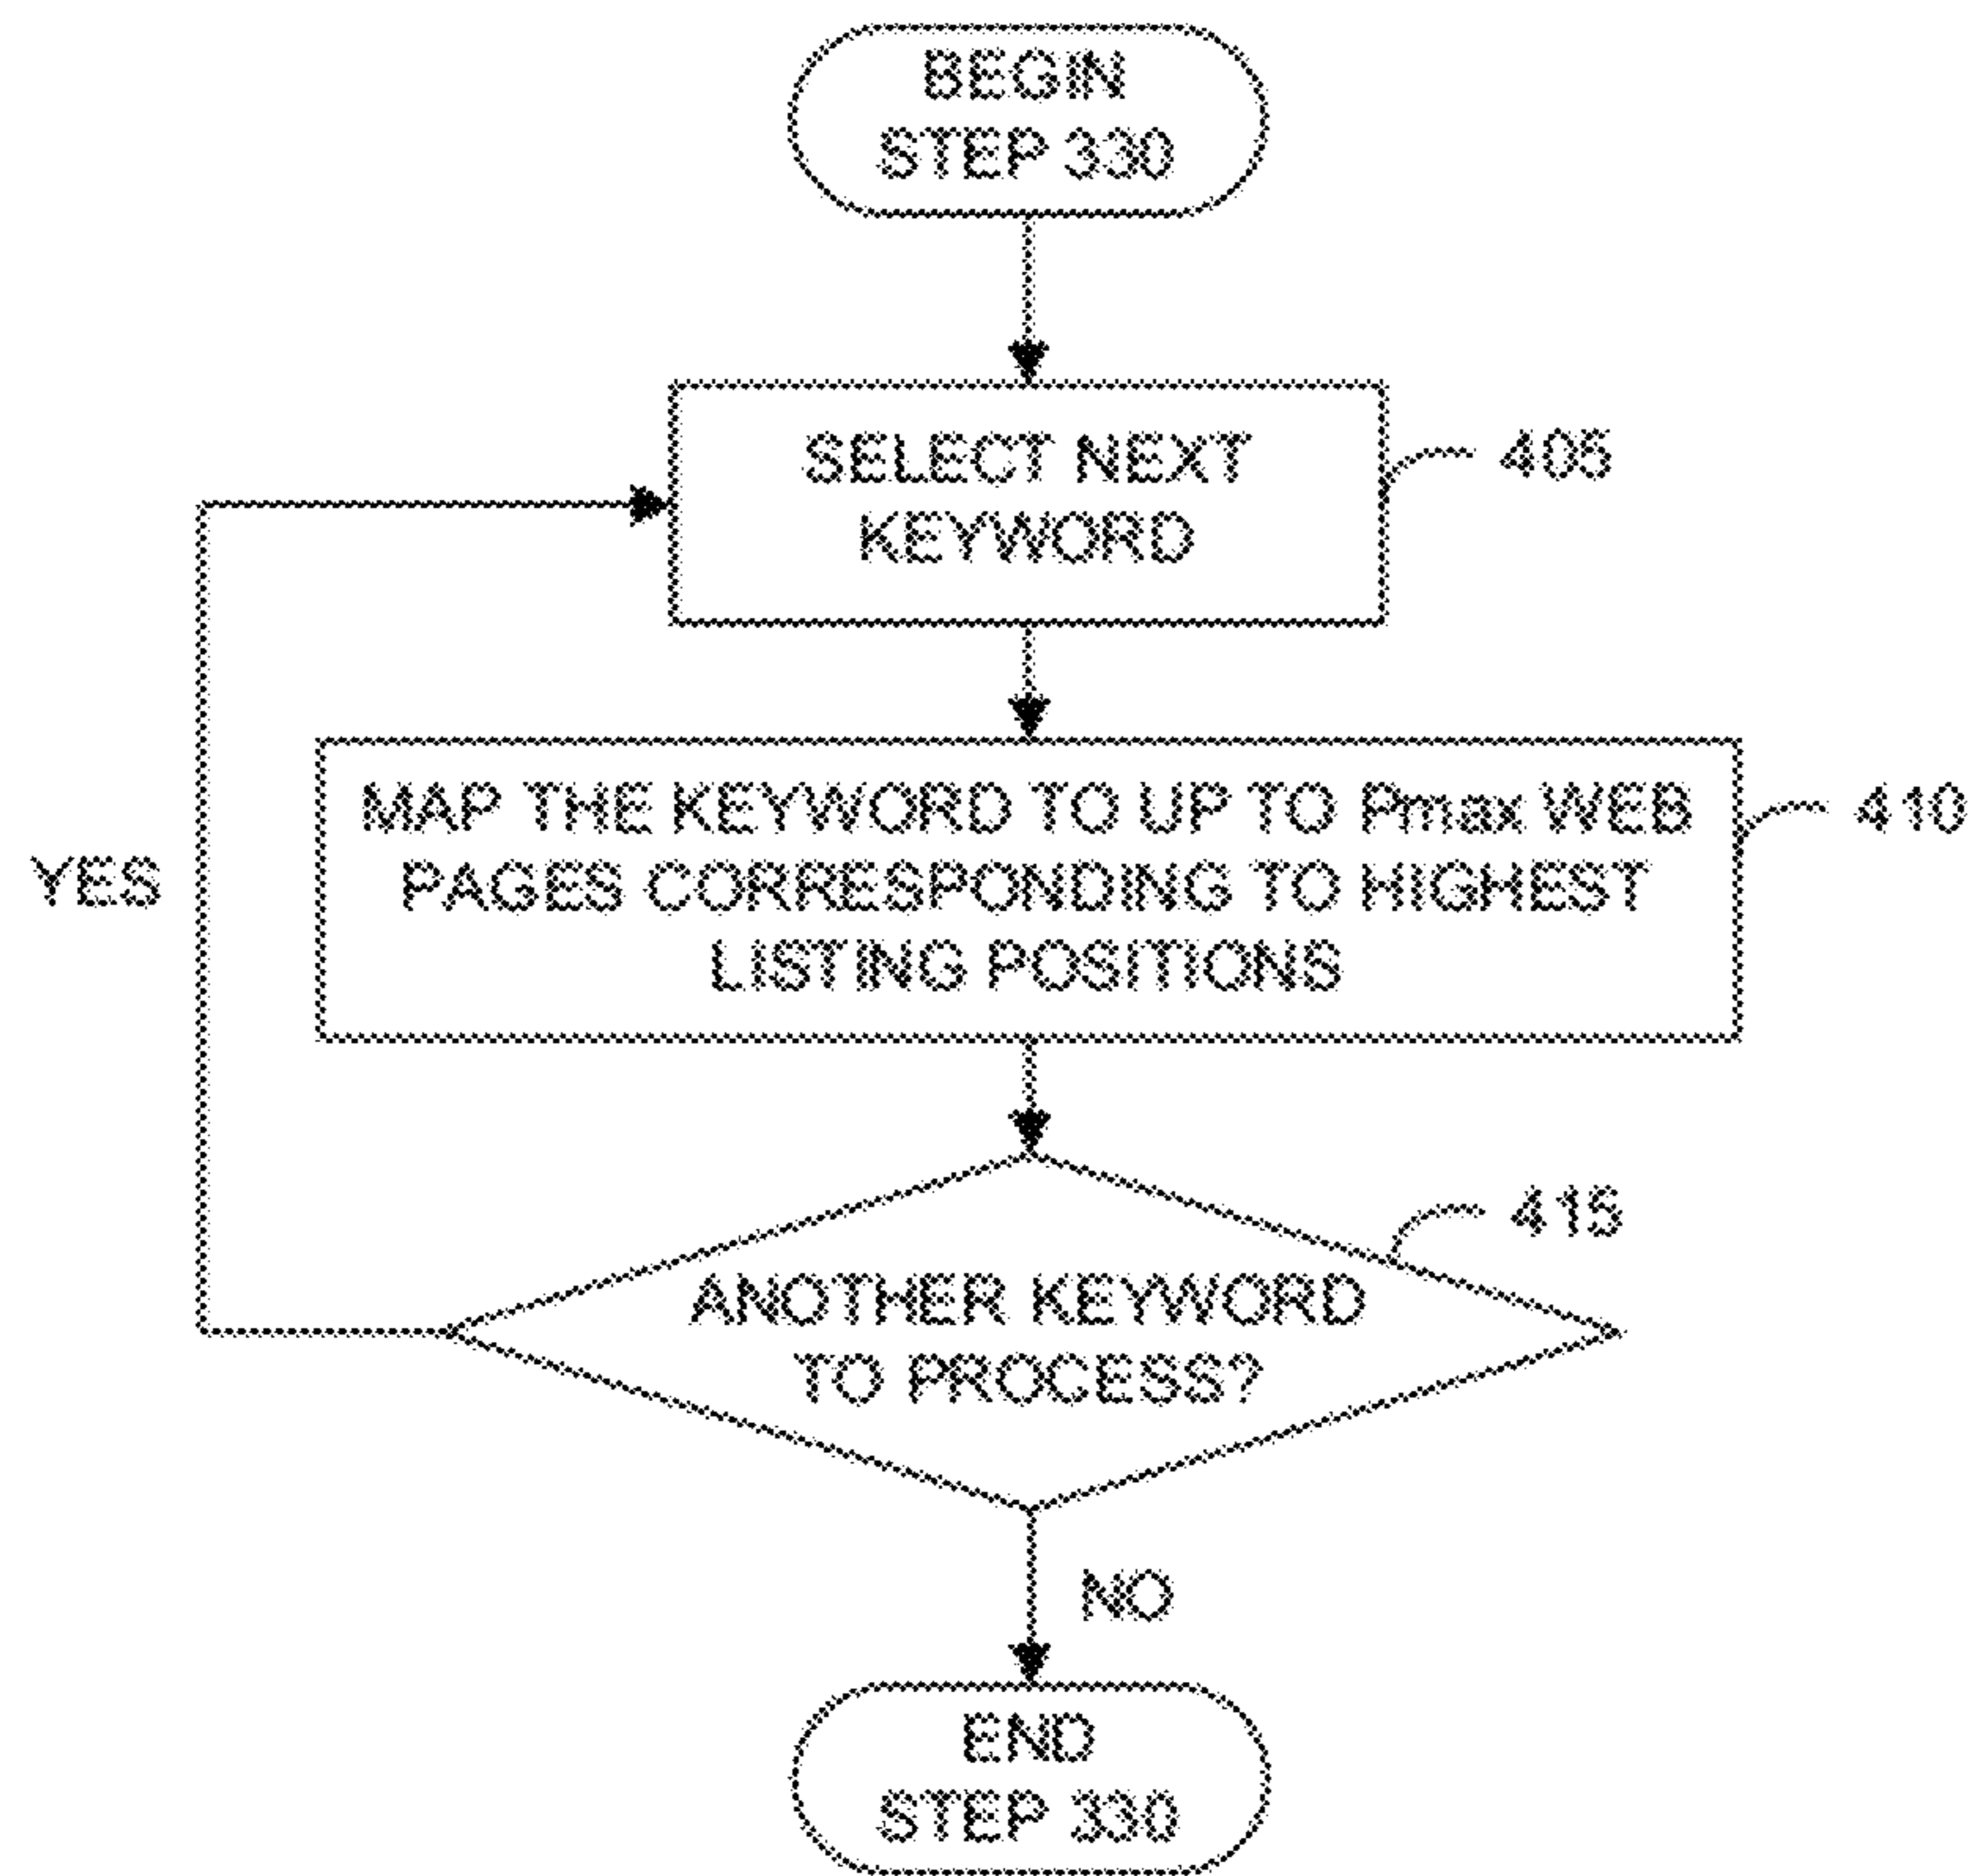 BEGIN
STEP 330
SELECT NEXT
KEYWORD
405
MAP THE KEYWORD TO UP TO Pmax WEB
PAGES CORRESPONDING TO HIGHEST
LISTING POSITIONS
410
YES
415
ANOTHER KEYWORD
TO PROCESS?
NO
END
STEP 330